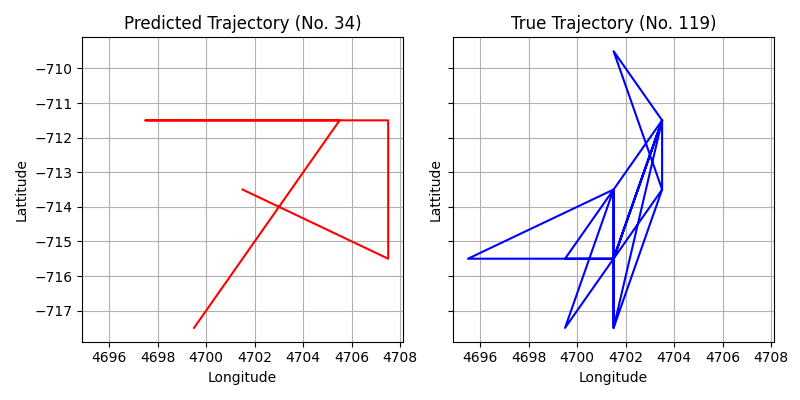 Predicted Trajectory (No. 34)
True Trajectory (No. 119)
Lattitude
−710
−711
−712
−713
−714
−715
−716
−717
4696 4698 4700 4702 4704 4706 4708
Longitude
Lattitude
4696 4698 4700 4702 4704 4706 4708
Longitude